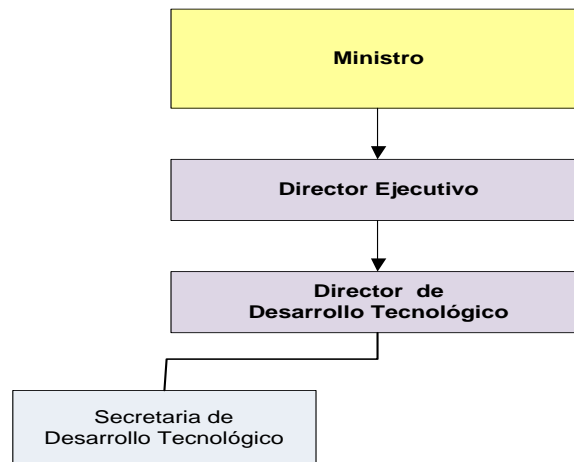 Ministro
Director Ejecutivo
Director de
Desarrollo Tecnológico
Secretaria de
Desarrollo Tecnológico